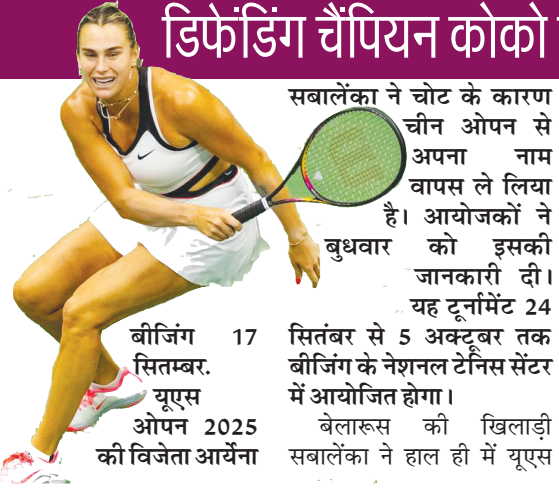 डिफेंडिंग चैंपियन कोको
बीजिंग 17
सितम्बर.
यूएस
ओपन 2025
की विजेता आर्येना
सबालेंका ने चोट के कारण
चीन ओपन से
अपना नाम
वापस ले लिया
है। आयोजकों ने
बुधवार को इसकी
जानकारी दी।
यह टूर्नामेंट 24
सितंबर से 5 अक्टूबर तक
बीजिंग के नेशनल टेनिस सेंटर
में आयोजित होगा।
बेलारूस की खिलाड़ी
सबालेंका ने हाल ही में यूएस